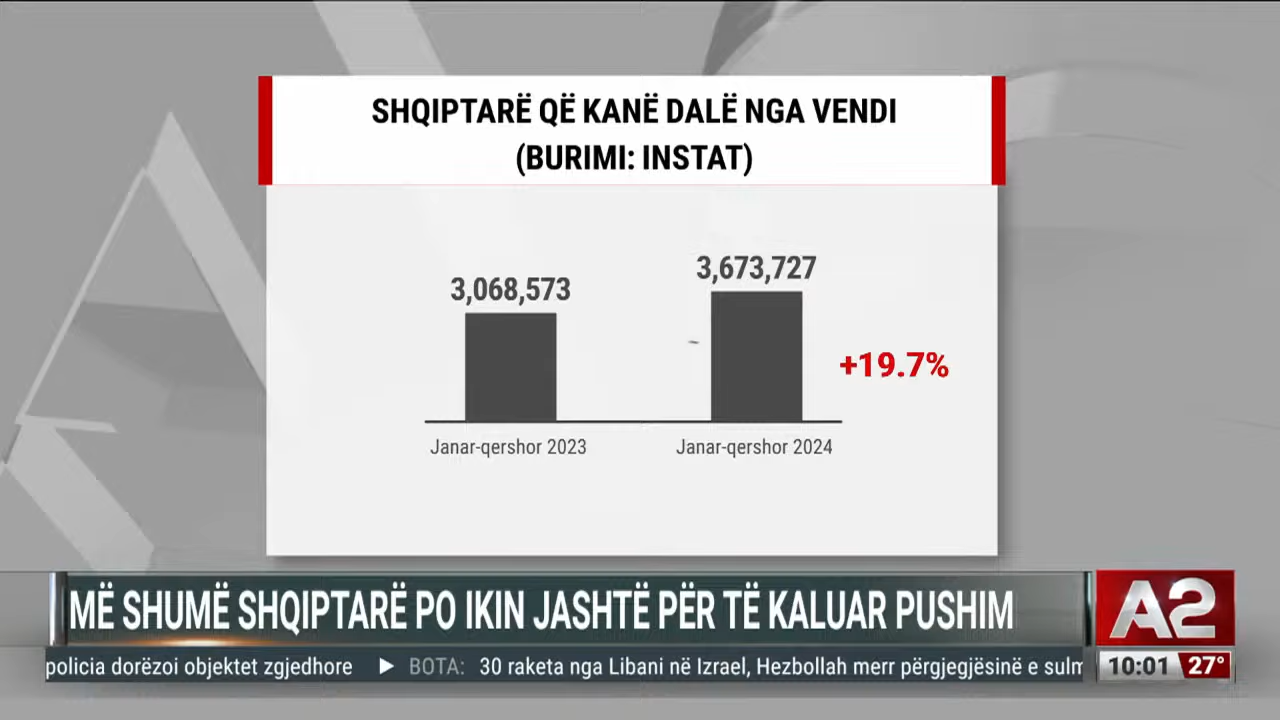 SHQIPTARË QË KANË DALË NGA VENDI
(BURIMI: INSTAT)
3,068,573
3,673,727
+19.7%
Janar-qershor 2023
Janar-qershor 2024
MË SHUMË SHQIPTARË PO IKIN JASHTË PËR TË KALUAR PUSHIM
A2
policia dorëzoi objektet zgjedhore ▶ BOTA: 30 raketa nga Libani në Izrael, Hezbollah merr përgjegjësinë e sulm
10:01 27°